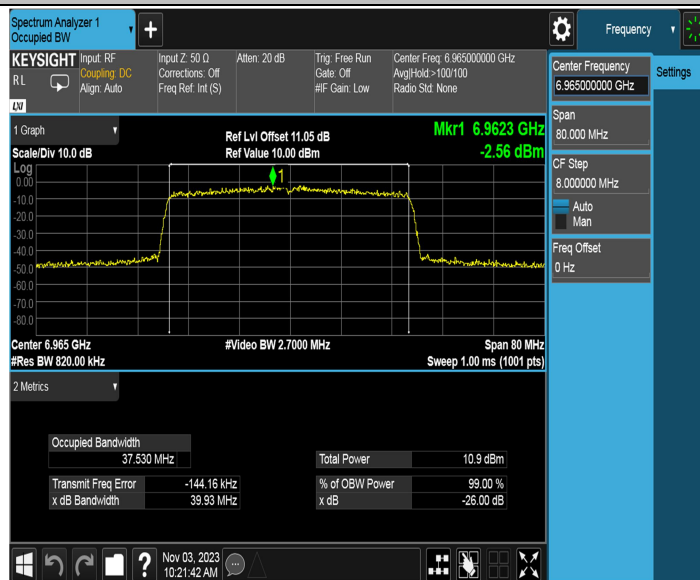 Spectrum Analyzer 1
Occupied BW
+
Frequency
KEYSIGHT
R L
LXI
Input: RF
Coupling: DC
Align: Auto
Input Z: 50 Ω
Corrections: Off
Freq Ref: Int (S)
Atten: 20 dB
Trig: Free Run
Gate: Off
#IF Gain: Low
Center Freq: 6.965000000 GHz
Avg|Hold:>100/100
Radio Std: None
Center Frequency
6.965000000 GHz
Settings
Span
80.000 MHz
CF Step
8.000000 MHz
Auto
Man
Freq Offset
0 Hz
1 Graph
Scale/Div 10.0 dB
Ref Lvl Offset 11.05 dB
Ref Value 10.00 dBm
Mkr1 6.9623 GHz
-2.56 dBm
Log
0.00
-10.0
-20.0
-30.0
-40.0
-50.0
-60.0
-70.0
-80.0
1
Center 6.965 GHz
#Res BW 820.00 kHz
#Video BW 2.7000 MHz
Span 80 MHz
Sweep 1.00 ms (1001 pts)
2 Metrics
Occupied Bandwidth
37.530 MHz
Transmit Freq Error -144.16 kHz
x dB Bandwidth 39.93 MHz
Total Power 10.9 dBm
% of OBW Power 99.00 %
x dB -26.00 dB
?
Nov 03, 2023
10:21:42 AM